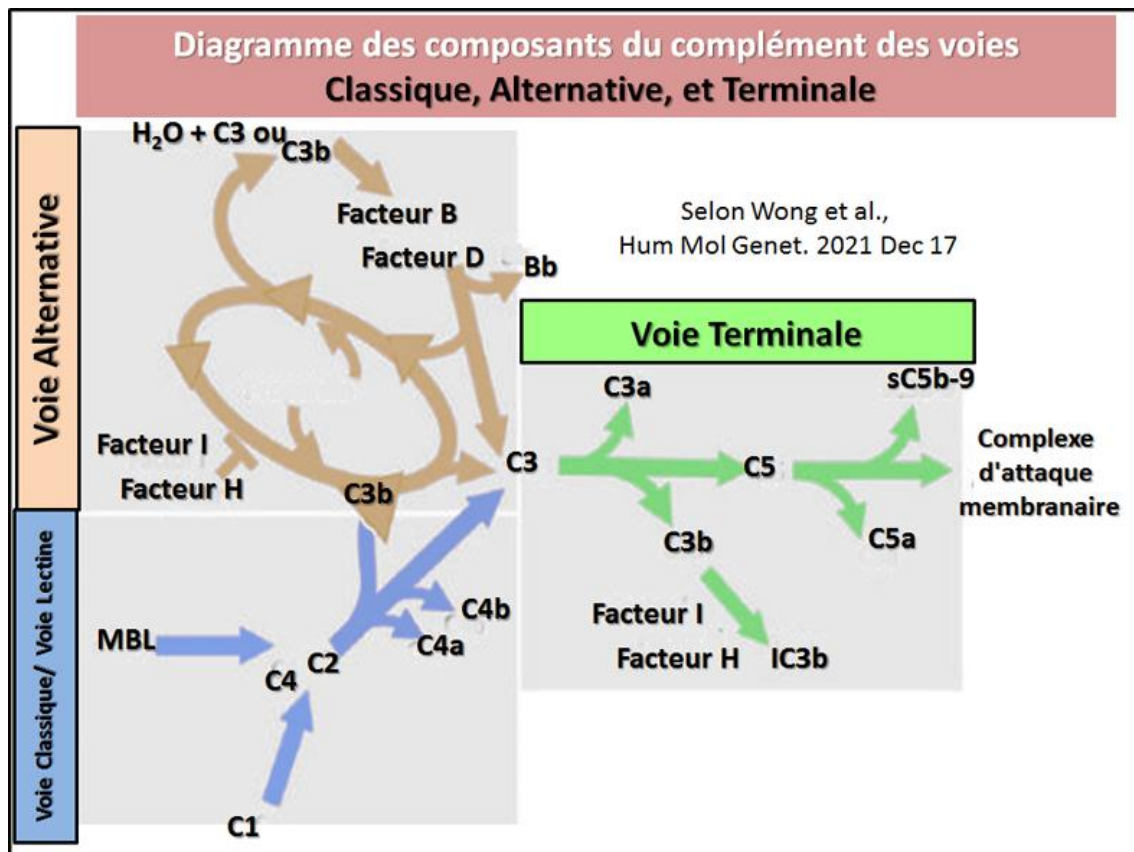 Diagramme des composants du complément des voies
Classique, Alternative, et Terminale
Voie Alternative
H₂O + C3 ou
C3b
Facteur B
Facteur D
Bb
Selon Wong et al.,
Hum Mol Genet. 2021 Dec 17
Voie Terminale
Facteur I
Facteur H
C3b
C3
C3a
C5
sC5b-9
Complexe
d'attaque
membranaire
C3b
C5a
Facteur I
Facteur H
IC3b
Voie Classique/ Voie Lectine
MBL
C4
C2
C4b
C4a
C1